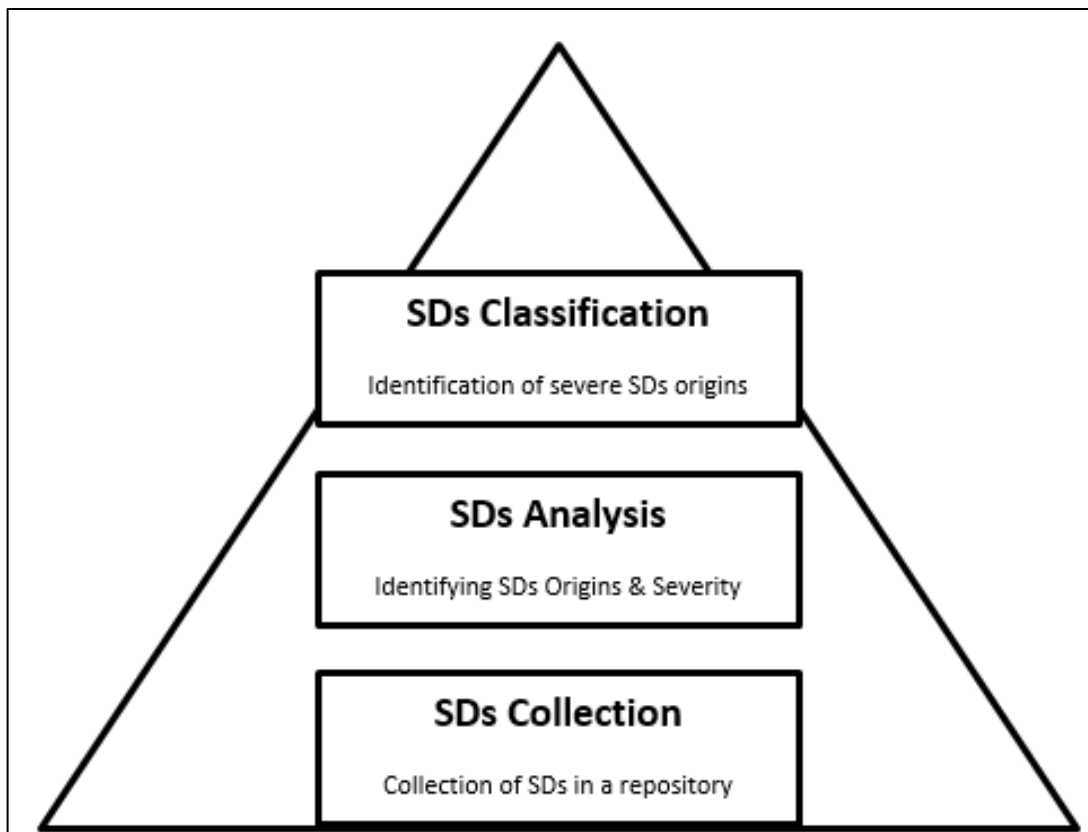 SDs Classification
Identification of severe SDs origins
SDs Analysis
Identifying SDs Origins & Severity
SDs Collection
Collection of SDs in a repository